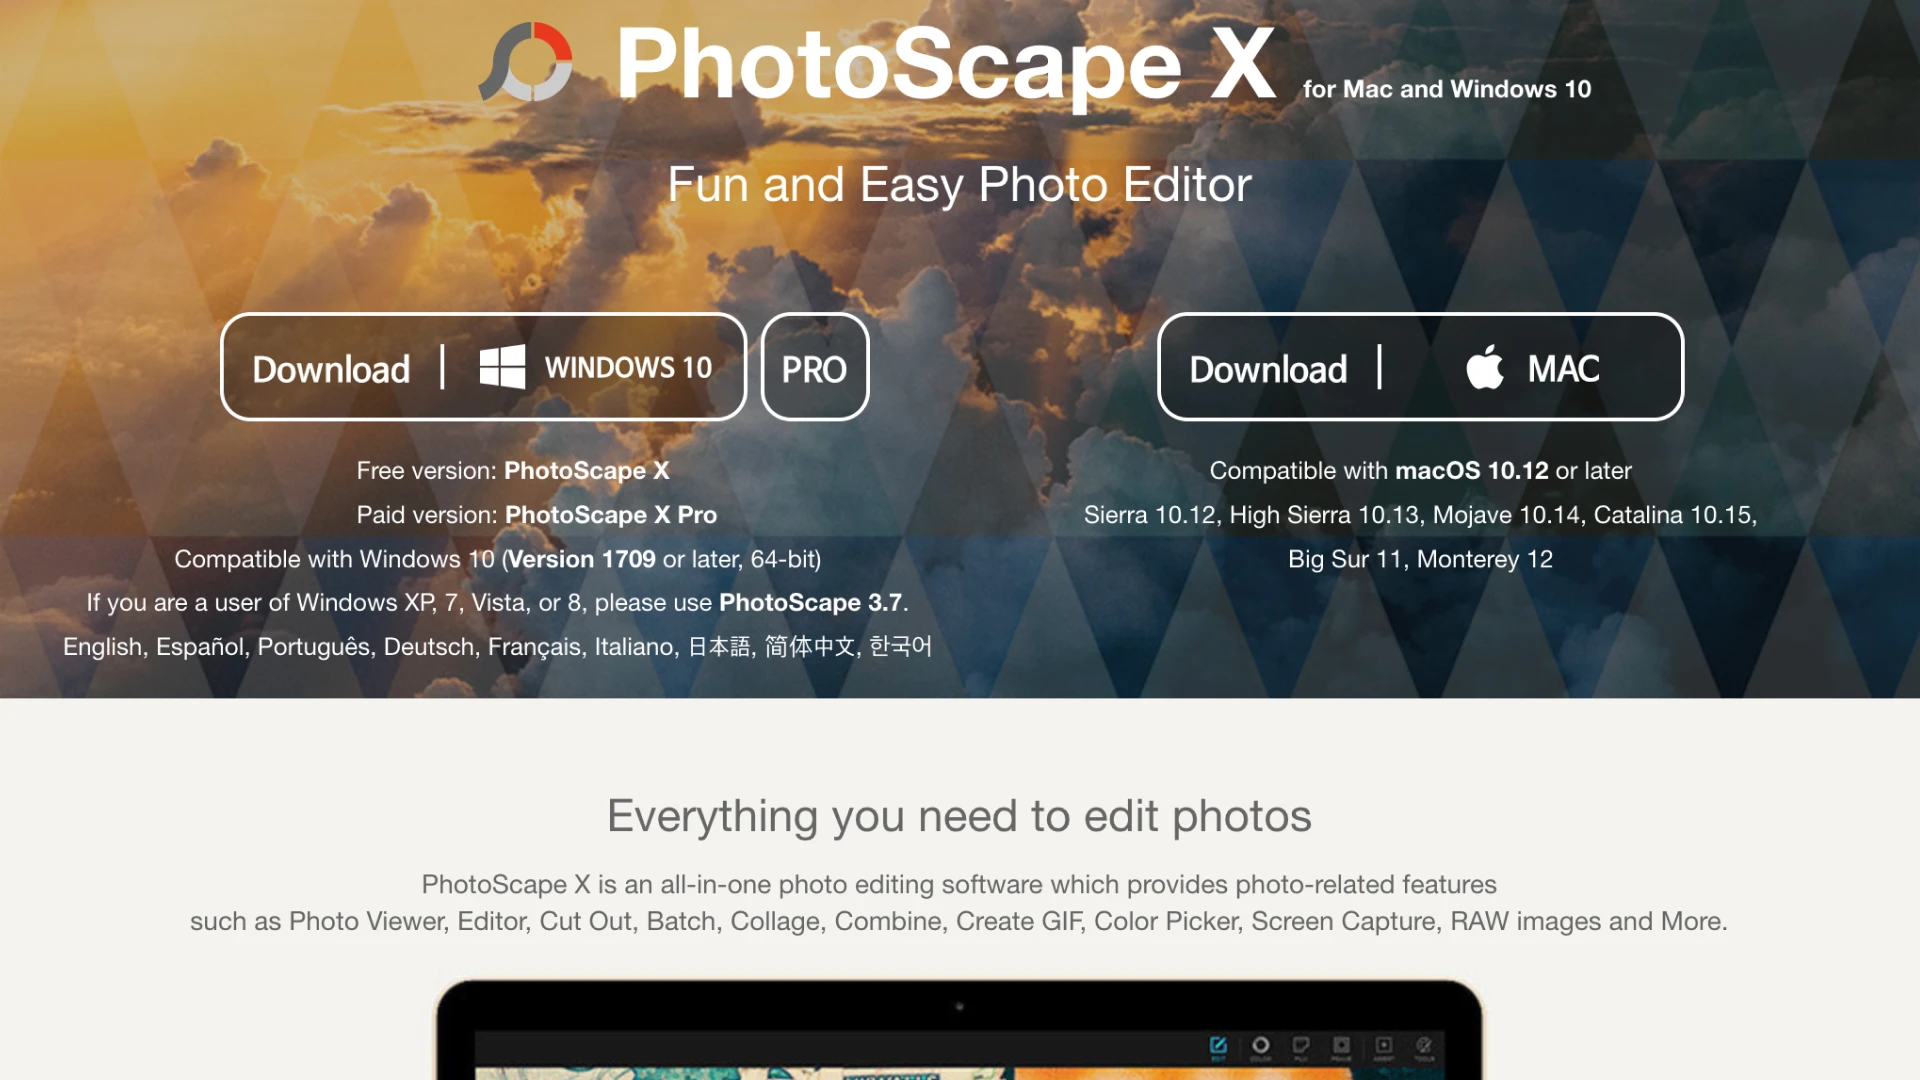 PhotoScape X for Mac and Windows 10
Fun and Easy Photo Editor
Download | WINDOWS 10
PRO
Free version: PhotoScape X
Paid version: PhotoScape X Pro
Compatible with Windows 10 (Version 1709 or later, 64-bit)
If you are a user of Windows XP, 7, Vista, or 8, please use PhotoScape 3.7.
English, Español, Português, Deutsch, Français, Italiano, 日本語, 简体中文, 한국어
Download | MAC
Compatible with macOS 10.12 or later
Sierra 10.12, High Sierra 10.13, Mojave 10.14, Catalina 10.15,
Big Sur 11, Monterey 12
Everything you need to edit photos
PhotoScape X is an all-in-one photo editing software which provides photo-related features
such as Photo Viewer, Editor, Cut Out, Batch, Collage, Combine, Create GIF, Color Picker, Screen Capture, RAW images and More.